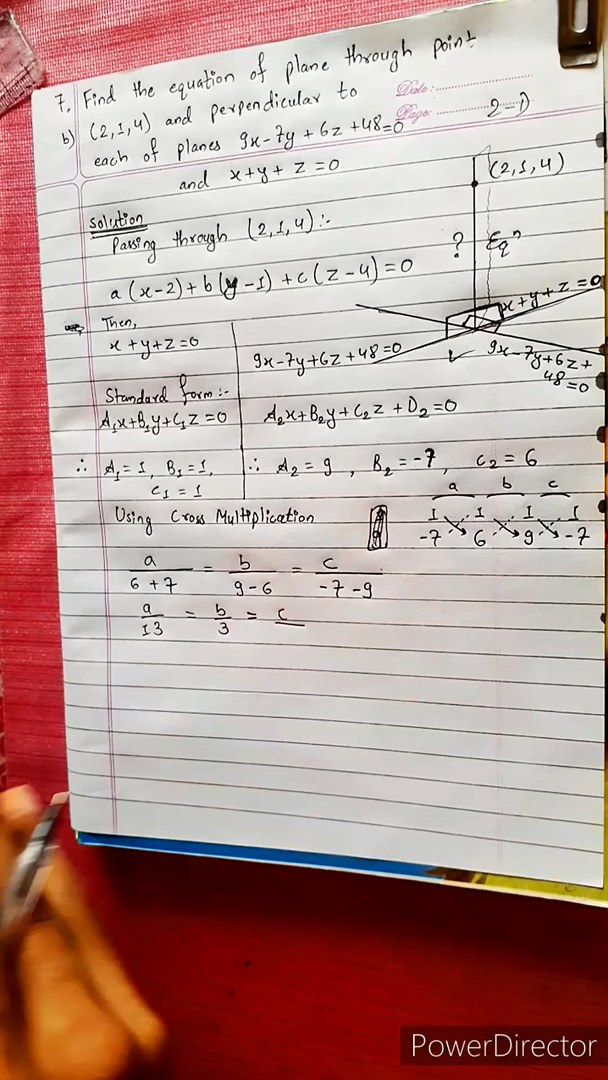 7. Find the equation of plane through point
b) (2,1,4) and perpendicular to
Date:
each of planes 9x-7y+6z+48=0
Page:
2-1)
and x+y+z=0
(2,1,4)
Solution
Passing through (2,1,4):-
? Eqⁿ
a(x-2)+b(y-1)+c(z-4)=0
x+y+z=0
Then,
x+y+z=0
9x-7y+6z+48=0
9x-7y+6z+
48=0
Standard form:-
A₁x+B₁y+C₁z=0
A₂x+B₂y+C₂z+D₂=0
∴ A₁=1, B₁=1,
C₁=1
∴ A₂=9, B₂=-7, C₂=6
a b c
Using Cross Multiplication
1 1 1 1
-7 6 9 -7
a/(6+7) = b/(9-6) = c/(-7-9)
a/13 = b/3 = c
PowerDirector